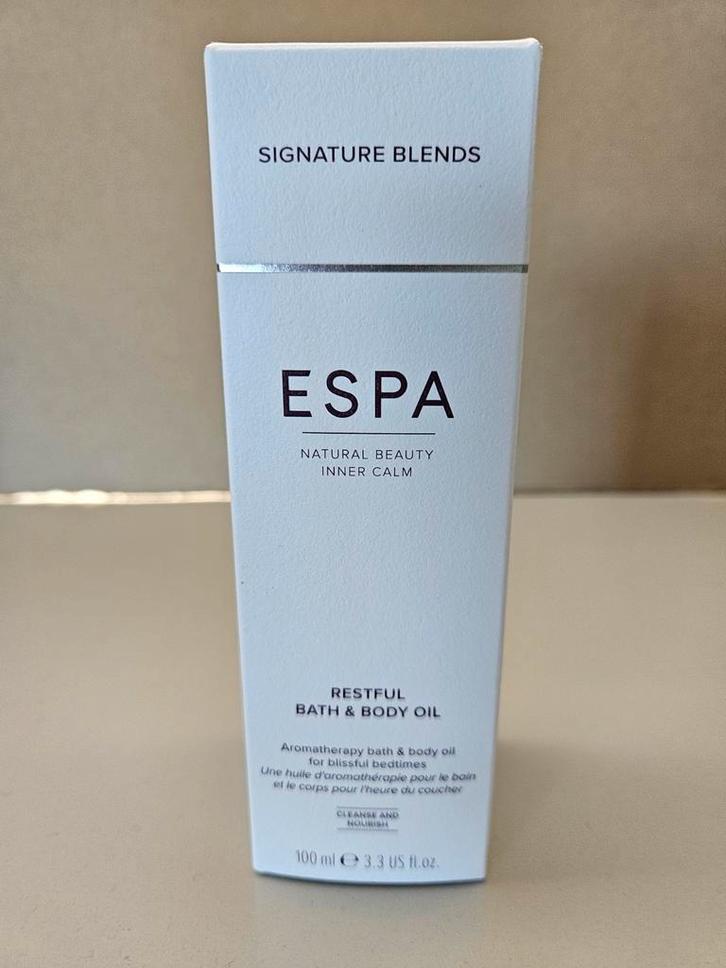 SIGNATURE BLENDS
ESPA
NATURAL BEAUTY
INNER CALM
RESTFUL
BATH & BODY OIL
Aromatherapy bath & body oil
for blissful bedtimes
Une huile d'aromathérapie pour le bain
et le corps pour l'heure du coucher
CLEANSE AND
NOURISH
100 ml ℮ 3.3 US fl.oz.